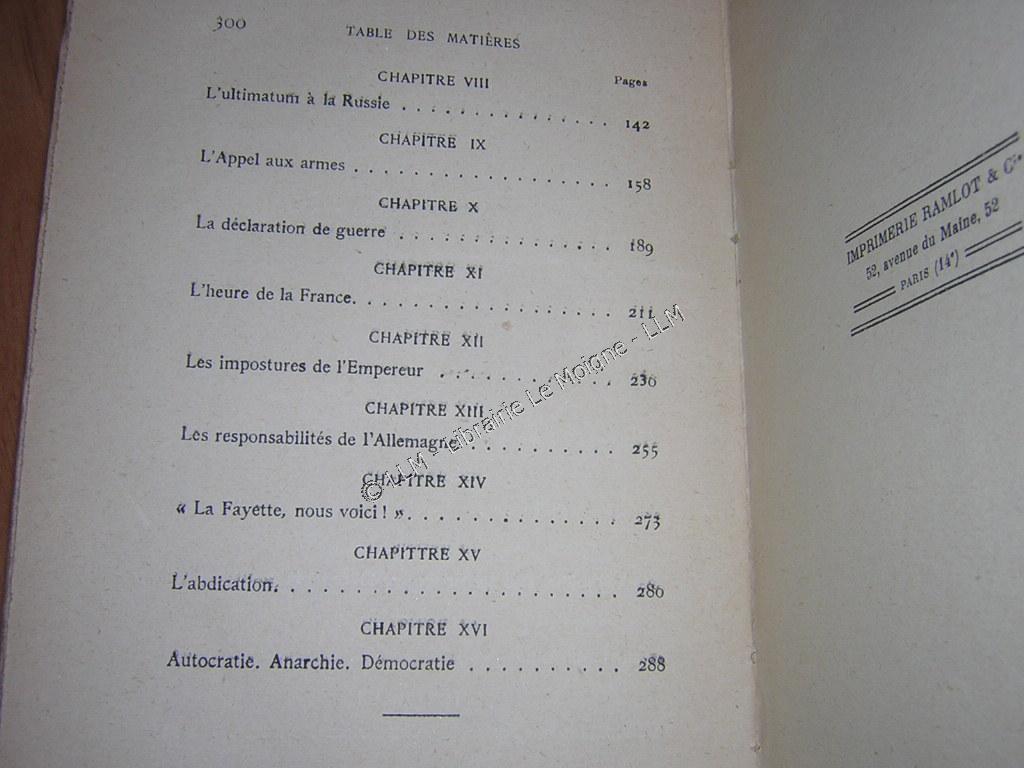 300
TABLE DES MATIÈRES
CHAPITRE VIII
Pages
L'ultimatum à la Russie . . . . . . . . . . . . . 142
CHAPITRE IX
L'Appel aux armes . . . . . . . . . . . . . . . . 158
CHAPITRE X
La déclaration de guerre . . . . . . . . . . . . . 189
CHAPITRE XI
L'heure de la France. . . . . . . . . . . . . . . 211
CHAPITRE XII
Les impostures de l'Empereur . . . . . . . . . . 230
CHAPITRE XIII
Les responsabilités de l'Allemagne . . . . . . . . 255
CHAPITRE XIV
« La Fayette, nous voici ! ». . . . . . . . . . . . 273
CHAPITTRE XV
L'abdication. . . . . . . . . . . . . . . . . . . 280
CHAPITRE XVI
Autocratie. Anarchie. Démocratie . . . . . . . . . 288
© LLM - Librairie Le Moigne - LLM
IMPRIMERIE RAMLOT & Cie
52, avenue du Maine, 52
PARIS (14e)